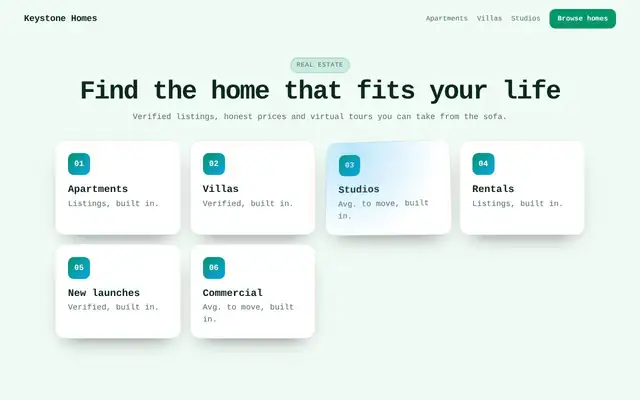 Keystone Homes
Apartments Villas Studios Browse homes
REAL ESTATE
Find the home that fits your life
Verified listings, honest prices and virtual tours you can take from the sofa.
01
Apartments
Listings, built in.
02
Villas
Verified, built in.
03
Studios
Avg. to move, built
in.
04
Rentals
Listings, built in.
05
New launches
Verified, built in.
06
Commercial
Avg. to move, built
in.